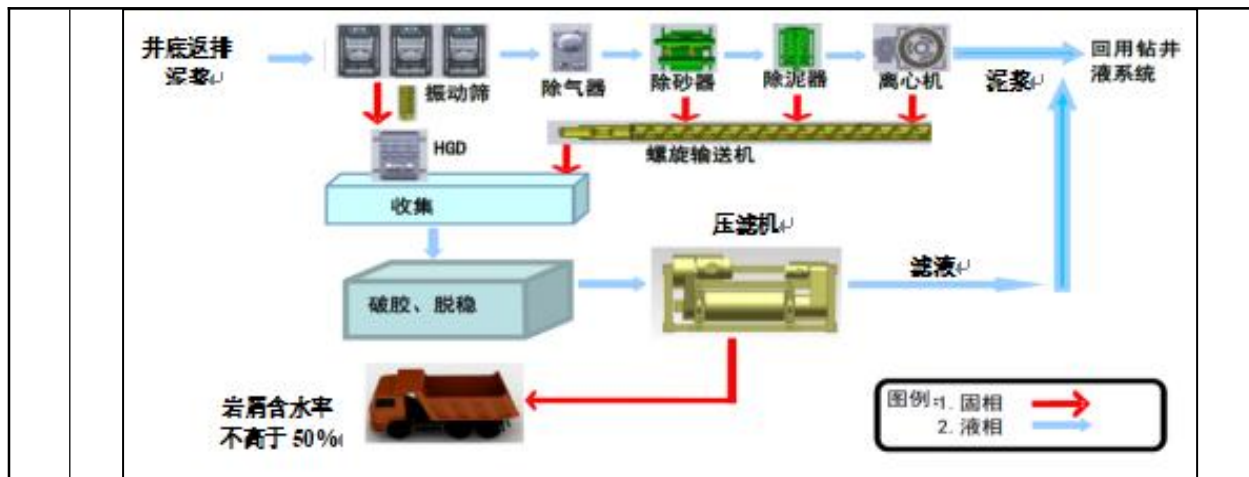 井底返排
泥浆
振动筛
除气器
除砂器
除泥器
离心机
泥浆
回用钻井
液系统
HGD
螺旋输送机
收集
压滤机
滤液
破胶、脱稳
岩屑含水率
不高于 50%
图例:1. 固相
2. 液相